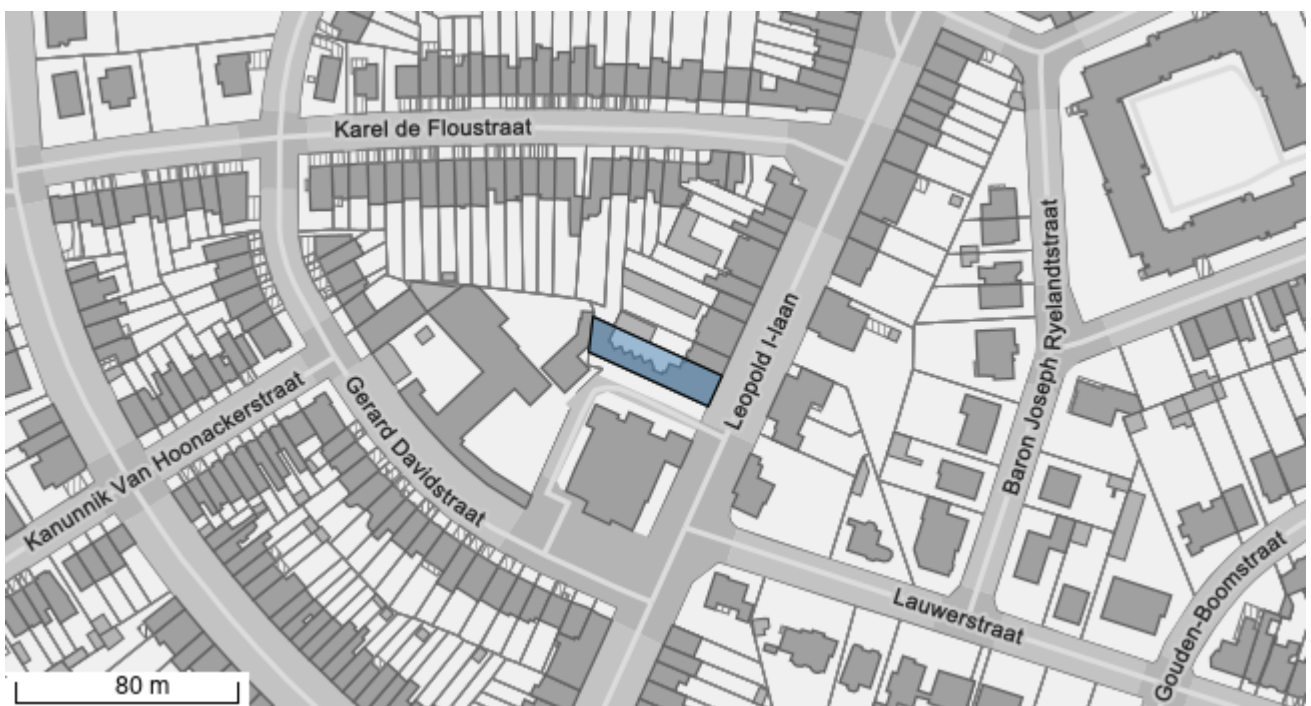 Karel de Floustraat
Leopold I-laan
Baron Joseph Ryelandtstraat
Kanunnik Van Hoonackerstraat
Gerard Davidstraat
Lauwerstraat
Gouden-Boomstraat
80 m